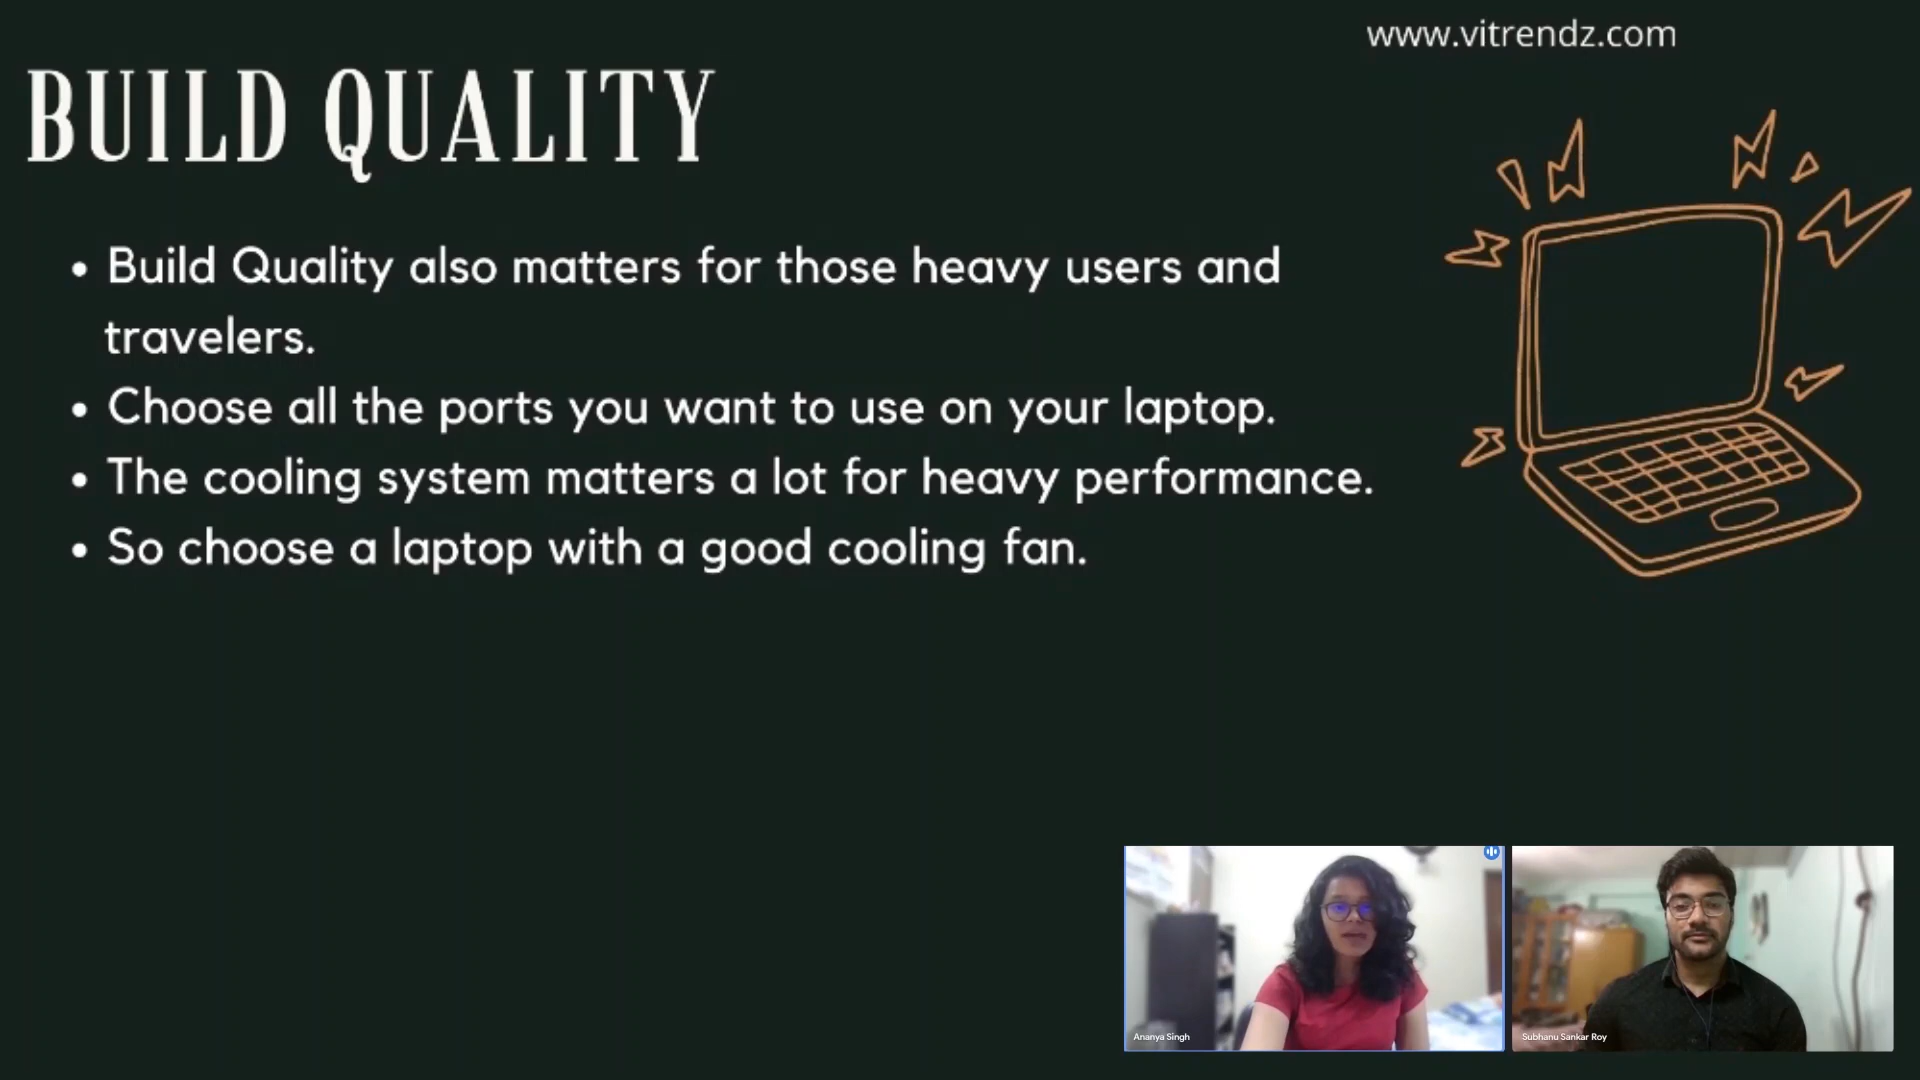 www.vitrendz.com
BUILD QUALITY
• Build Quality also matters for those heavy users and
travelers.
• Choose all the ports you want to use on your laptop.
• The cooling system matters a lot for heavy performance.
• So choose a laptop with a good cooling fan.
Ananya Singh
Subhanu Sankar Roy